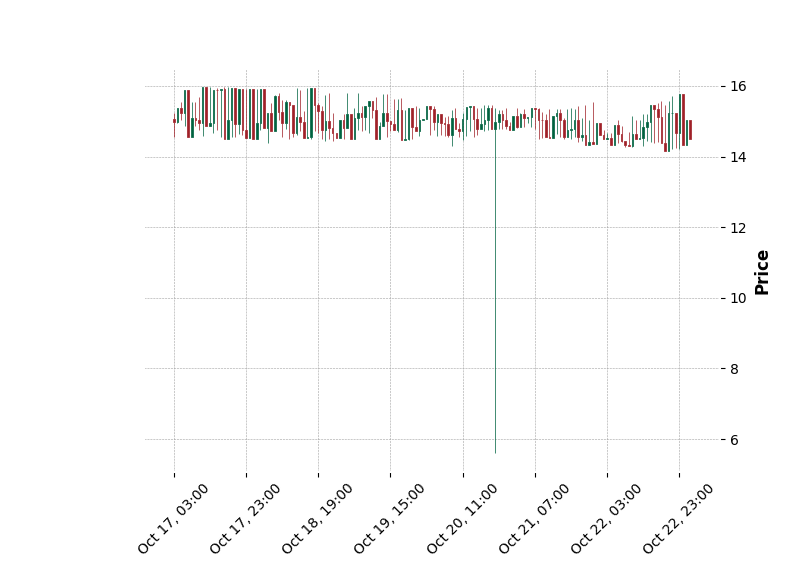 16
14
12
10
8
6
Price
Oct 17, 03:00
Oct 17, 23:00
Oct 18, 19:00
Oct 19, 15:00
Oct 20, 11:00
Oct 21, 07:00
Oct 22, 03:00
Oct 22, 23:00